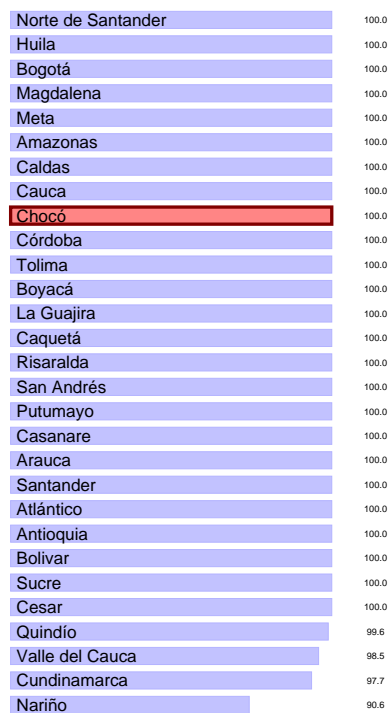 Norte de Santander 100.0
Huila 100.0
Bogotá 100.0
Magdalena 100.0
Meta 100.0
Amazonas 100.0
Caldas 100.0
Cauca 100.0
Chocó 100.0
Córdoba 100.0
Tolima 100.0
Boyacá 100.0
La Guajira 100.0
Caquetá 100.0
Risaralda 100.0
San Andrés 100.0
Putumayo 100.0
Casanare 100.0
Arauca 100.0
Santander 100.0
Atlántico 100.0
Antioquia 100.0
Bolivar 100.0
Sucre 100.0
Cesar 100.0
Quindío 99.6
Valle del Cauca 98.5
Cundinamarca 97.7
Nariño 90.6